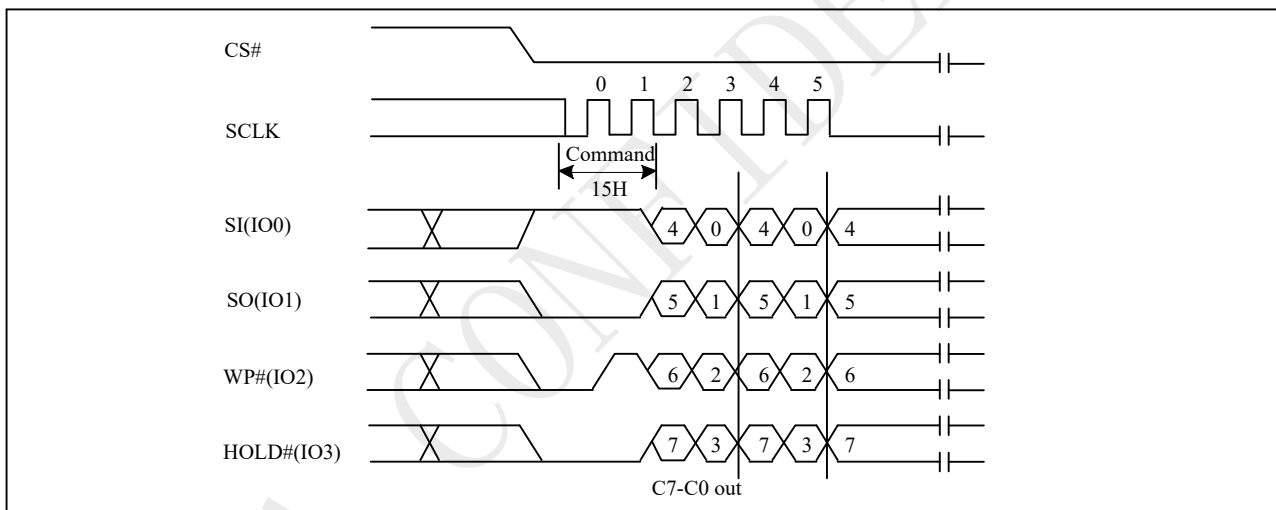 CS#
0 1 2 3 4 5
SCLK
Command
15H
SI(IO0) 4 0 4 0 4
SO(IO1) 5 1 5 1 5
WP#(IO2) 6 2 6 2 6
HOLD#(IO3) 7 3 7 3 7
C7-C0 out